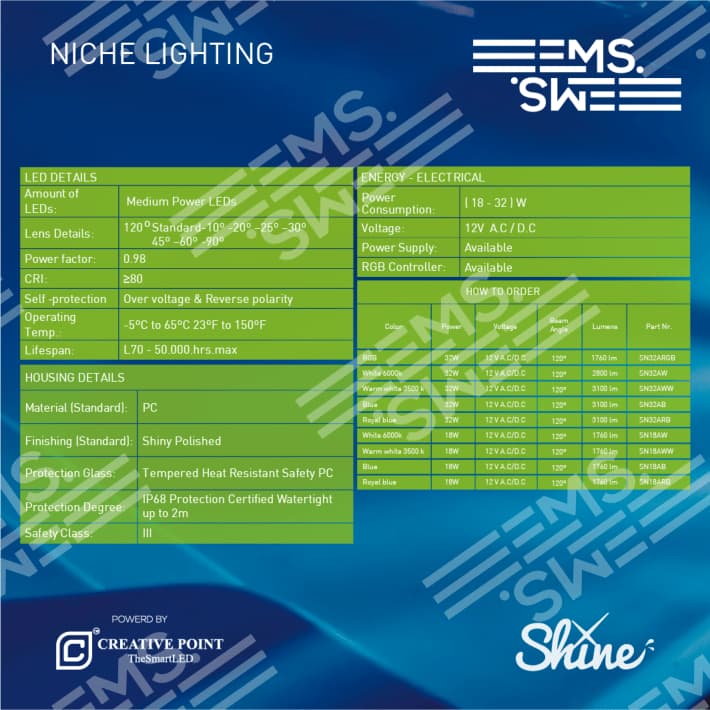 NICHE LIGHTING
EMS.
SWE
LED DETAILS
Amount of
LEDs:
Medium Power LEDs
Lens Details:
120° Standard-10° -20° -25° -30°
45° -60° -90°
Power factor: 0.98
CRI: ≥80
Self -protection Over voltage & Reverse polarity
Operating
Temp.:
-5°C to 65°C 23°F to 150°F
Lifespan: L70 - 50.000.hrs.max
HOUSING DETAILS
Material (Standard): PC
Finishing (Standard): Shiny Polished
Protection Glass: Tempered Heat Resistant Safety PC
Protection Degree:
IP68 Protection Certified Watertight
up to 2m
Safety Class: III
ENERGY - ELECTRICAL
Power
Consumption:
( 18 - 32 ) W
Voltage: 12V A.C / D.C
Power Supply: Available
RGB Controller: Available
HOW TO ORDER
Color Power Voltage Beam Angle Lumens Part Nr.
RGB 32W 12 V A.C/D.C 120° 1760 lm SN32ARGB
White 6000k 32W 12 V A.C/D.C 120° 2800 lm SN32AW
Warm white 3500 k 32W 12 V A.C/D.C 120° 3100 lm SN32AWW
Blue 32W 12 V A.C/D.C 120° 3100 lm SN32AB
Royal blue 32W 12 V A.C/D.C 120° 3100 lm SN32ARB
White 6000k 18W 12 V A.C/D.C 120° 1760 lm SN18AW
Warm white 3500 k 18W 12 V A.C/D.C 120° 1760 lm SN18AWW
Blue 18W 12 V A.C/D.C 120° 1760 lm SN18AB
Royal blue 18W 12 V A.C/D.C 120° 1760 lm SN18ARB
POWERD BY
CREATIVE POINT
TheSmartLED
Shine